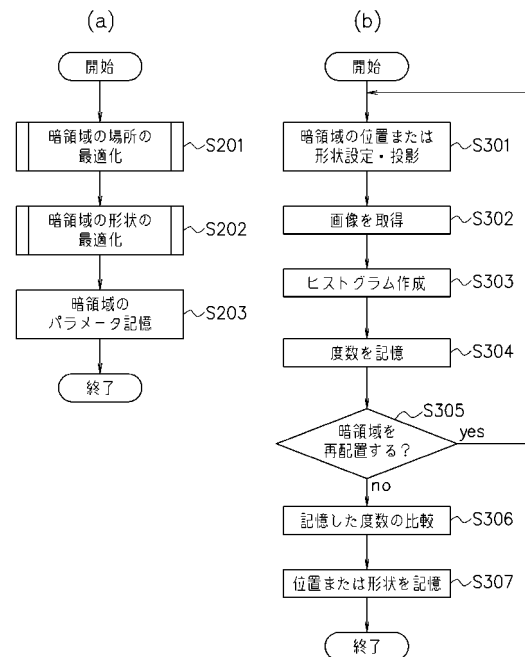 (a)
開始
暗領域の場所の
最適化
S201
暗領域の形状の
最適化
S202
暗領域の
パラメータ記憶
S203
終了
(b)
開始
暗領域の位置または
形状設定・投影
S301
画像を取得
S302
ヒストグラム作成
S303
度数を記憶
S304
S305
暗領域を
再配置する?
yes
no
記憶した度数の比較
S306
位置または形状を記憶
S307
終了